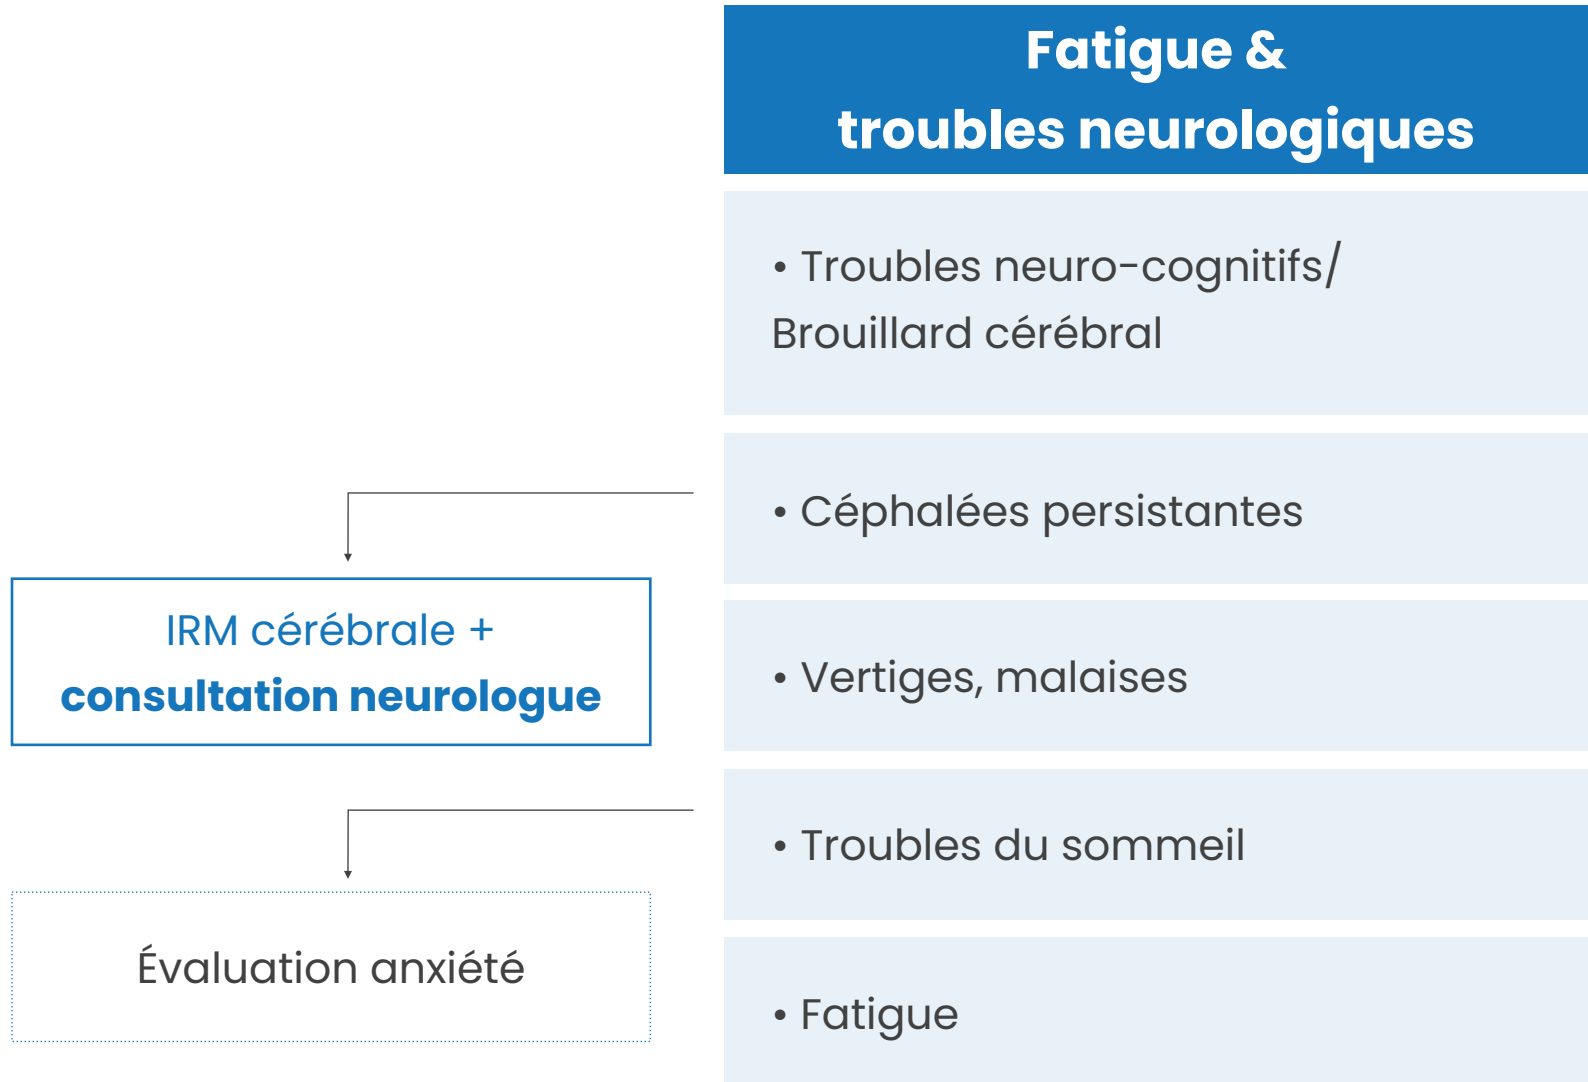 Fatigue &
troubles neurologiques
• Troubles neuro-cognitifs/
Brouillard cérébral
• Céphalées persistantes
IRM cérébrale +
consultation neurologue
• Vertiges, malaises
• Troubles du sommeil
Évaluation anxiété
• Fatigue